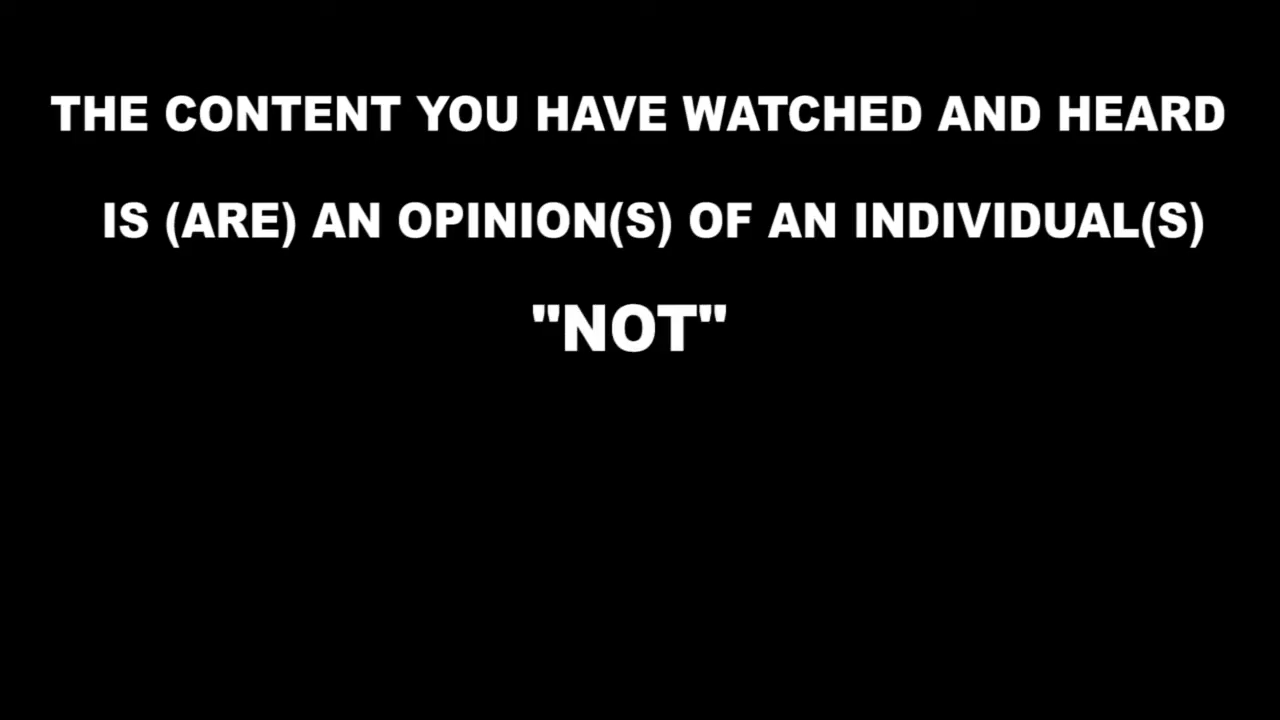 THE CONTENT YOU HAVE WATCHED AND HEARD
IS (ARE) AN OPINION(S) OF AN INDIVIDUAL(S)
"NOT"